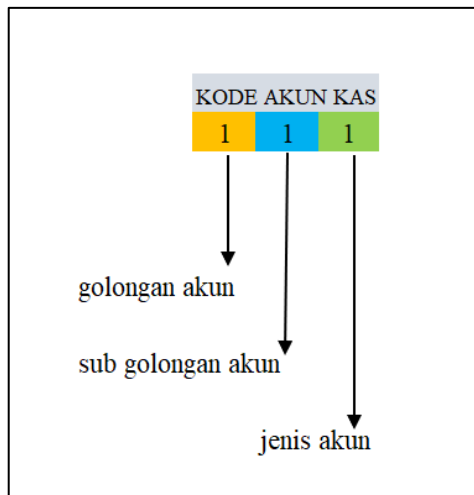 KODE AKUN KAS
1 1 1
golongan akun
sub golongan akun
jenis akun